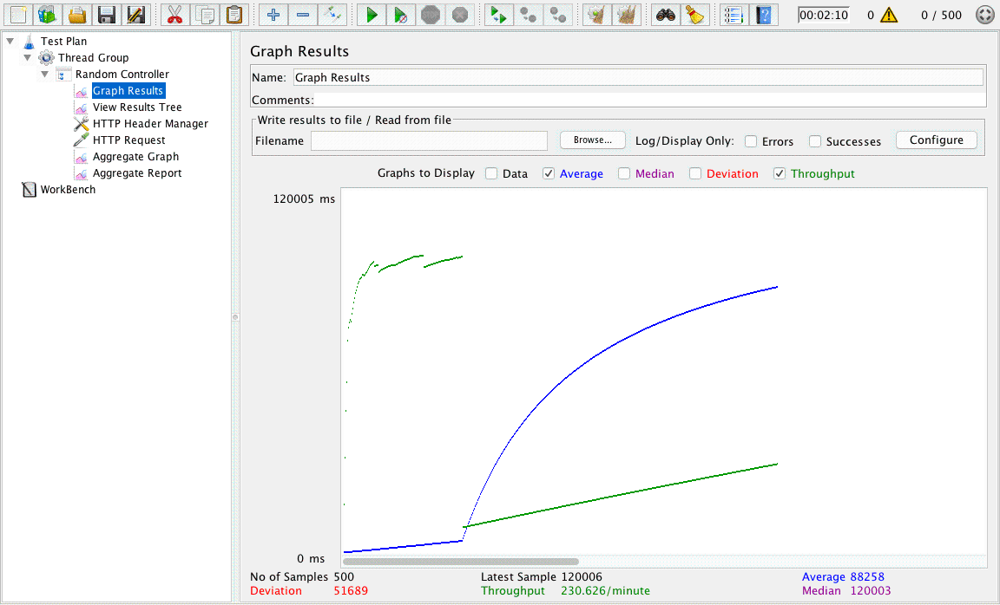 00:02:10 0 0 / 500
Test Plan
Thread Group
Random Controller
Graph Results
View Results Tree
HTTP Header Manager
HTTP Request
Aggregate Graph
Aggregate Report
WorkBench
Graph Results
Name: Graph Results
Comments:
Write results to file / Read from file
Filename Browse... Log/Display Only: Errors Successes Configure
Graphs to Display Data Average Median Deviation Throughput
120005 ms
0 ms
No of Samples 500 Latest Sample 120006 Average 88258
Deviation 51689 Throughput 230.626/minute Median 120003